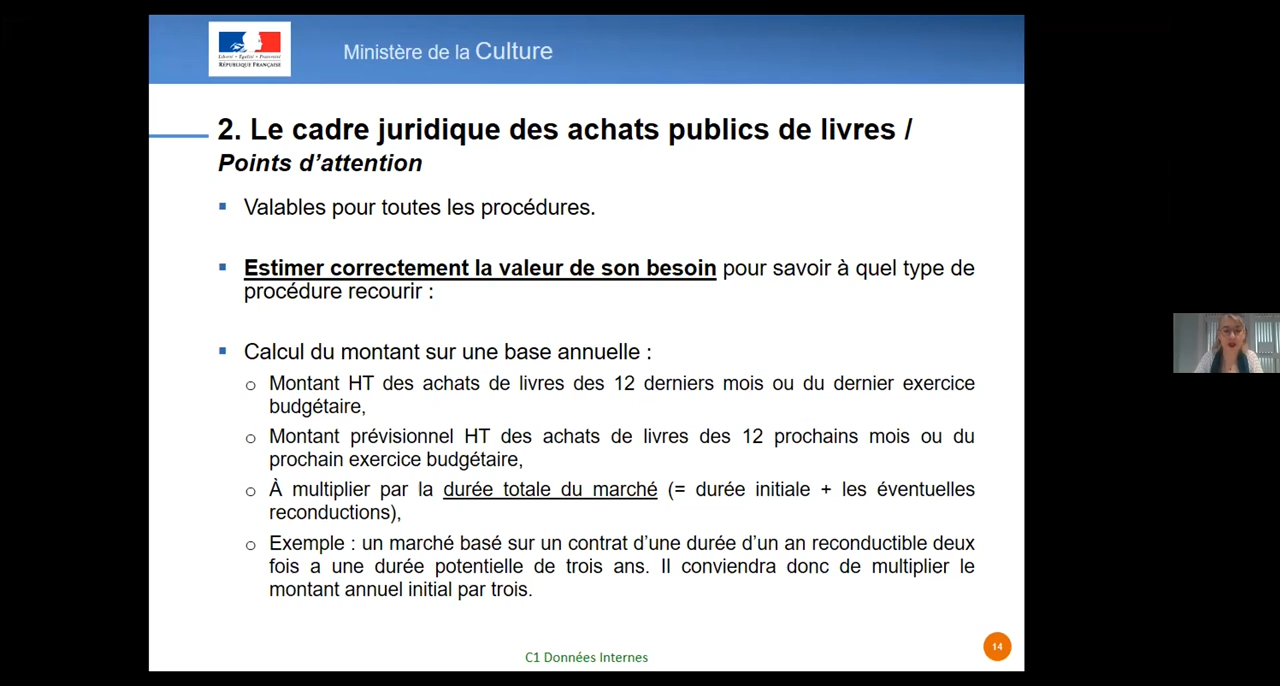 Liberté • Égalité • Fraternité
RÉPUBLIQUE FRANÇAISE
Ministère de la Culture
2. Le cadre juridique des achats publics de livres /
Points d’attention
Valables pour toutes les procédures.
Estimer correctement la valeur de son besoin pour savoir à quel type de
procédure recourir :
Calcul du montant sur une base annuelle :
Montant HT des achats de livres des 12 derniers mois ou du dernier exercice
budgétaire,
Montant prévisionnel HT des achats de livres des 12 prochains mois ou du
prochain exercice budgétaire,
À multiplier par la durée totale du marché (= durée initiale + les éventuelles
reconductions),
Exemple : un marché basé sur un contrat d’une durée d’un an reconductible deux
fois a une durée potentielle de trois ans. Il conviendra donc de multiplier le
montant annuel initial par trois.
C1 Données Internes
14